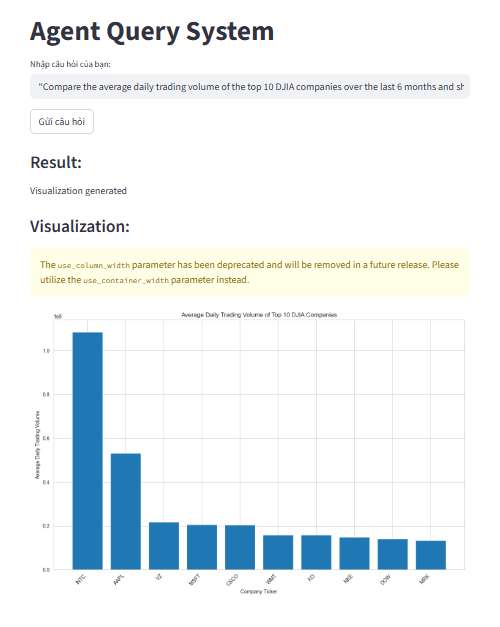 Agent Query System
Nhập câu hỏi của bạn:
"Compare the average daily trading volume of the top 10 DJIA companies over the last 6 months and sh
Gửi câu hỏi
Result:
Visualization generated
Visualization:
The use_column_width parameter has been deprecated and will be removed in a future release. Please
utilize the use_container_width parameter instead.
Average Daily Trading Volume of Top 10 DJIA Companies
1e8
1.0
0.8
0.6
0.4
0.2
0.0
Average Daily Trading Volume
INTC
AAPL
VZ
MSFT
CSCO
WMT
KO
NKE
DOW
MRK
Company Ticker